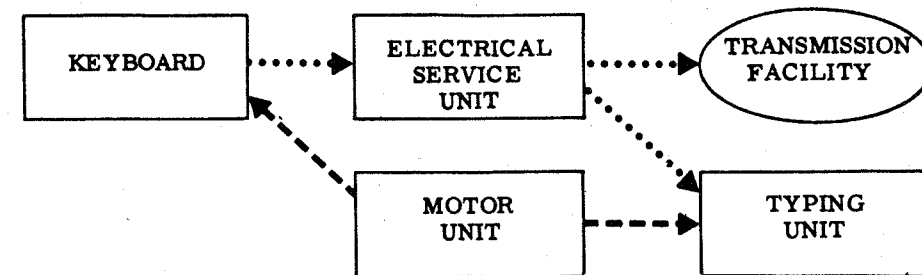 KEYBOARD
ELECTRICAL
SERVICE
UNIT
TRANSMISSION
FACILITY
MOTOR
UNIT
TYPING
UNIT